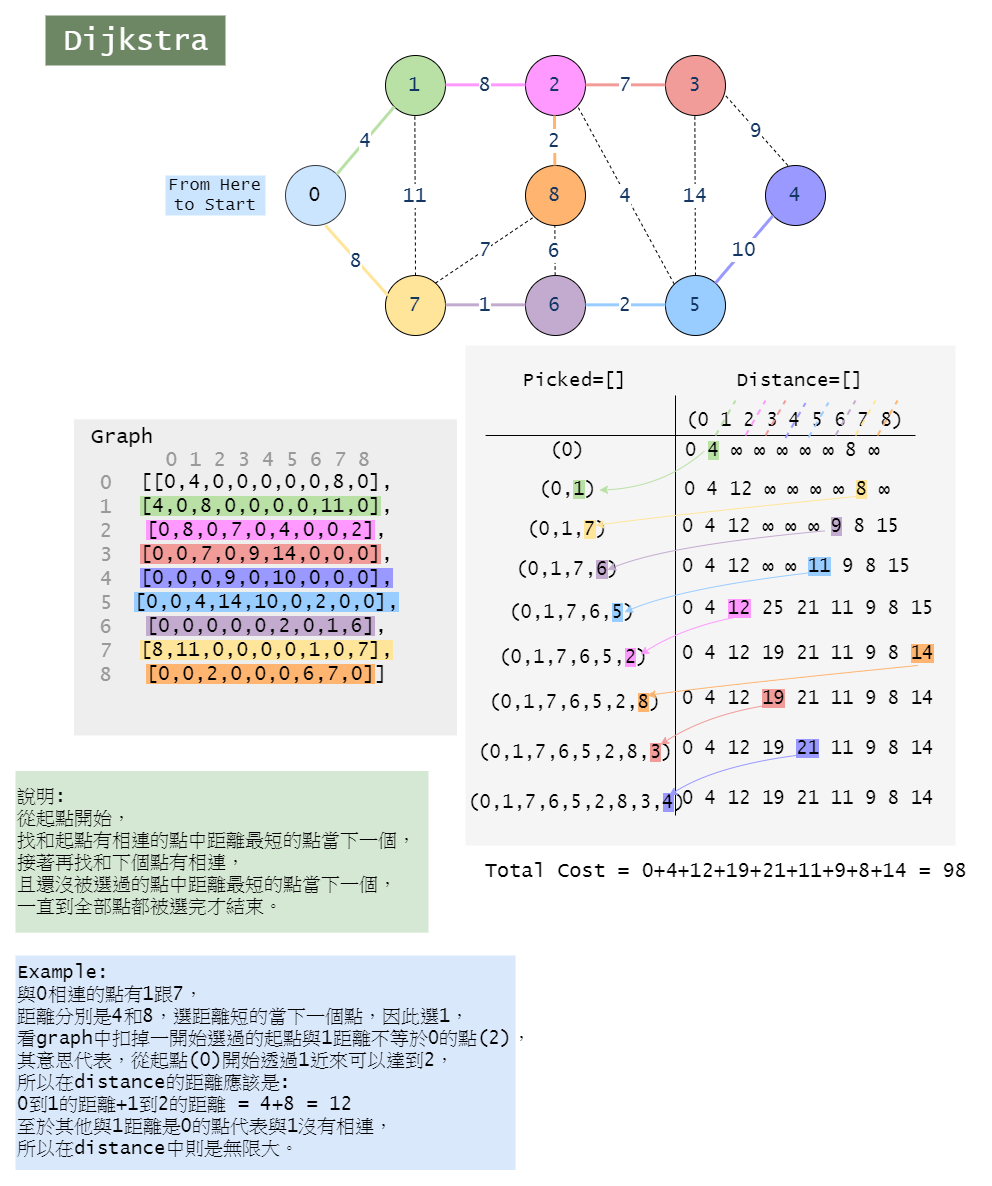 Dijkstra
1
8
2
7
3
4
9
2
From Here
to Start
0
11
8
4
14
4
8
7
6
10
7
1
6
2
5
Picked=[]
Distance=[]
(0 1 2 3 4 5 6 7 8)
(0)
0 4 ∞ ∞ ∞ ∞ ∞ 8 ∞
(0,1)
0 4 12 ∞ ∞ ∞ ∞ 8 ∞
(0,1,7)
0 4 12 ∞ ∞ ∞ 9 8 15
(0,1,7,6)
0 4 12 ∞ ∞ 11 9 8 15
(0,1,7,6,5)
0 4 12 25 21 11 9 8 15
(0,1,7,6,5,2)
0 4 12 19 21 11 9 8 14
(0,1,7,6,5,2,8)
0 4 12 19 21 11 9 8 14
(0,1,7,6,5,2,8,3)
0 4 12 19 21 11 9 8 14
(0,1,7,6,5,2,8,3,4)
0 4 12 19 21 11 9 8 14
Total Cost = 0+4+12+19+21+11+9+8+14 = 98
Graph
0 1 2 3 4 5 6 7 8
0 [[0,4,0,0,0,0,0,8,0],
1 [4,0,8,0,0,0,0,11,0],
2 [0,8,0,7,0,4,0,0,2],
3 [0,0,7,0,9,14,0,0,0],
4 [0,0,0,9,0,10,0,0,0],
5 [0,0,4,14,10,0,2,0,0],
6 [0,0,0,0,0,2,0,1,6],
7 [8,11,0,0,0,0,1,0,7],
8 [0,0,2,0,0,0,6,7,0]]
說明:
從起點開始,
找和起點有相連的點中距離最短的點當下一個,
接著再找和下個點有相連,
且還沒被選過的點中距離最短的點當下一個,
一直到全部點都被選完才結束。
Example:
與0相連的點有1跟7,
距離分別是4和8,選距離短的當下一個點,因此選1,
看graph中扣掉一開始選過的起點與1距離不等於0的點(2),
其意思代表,從起點(0)開始透過1近來可以達到2,
所以在distance的距離應該是:
0到1的距離+1到2的距離 = 4+8 = 12
至於其他與1距離是0的點代表與1沒有相連,
所以在distance中則是無限大。